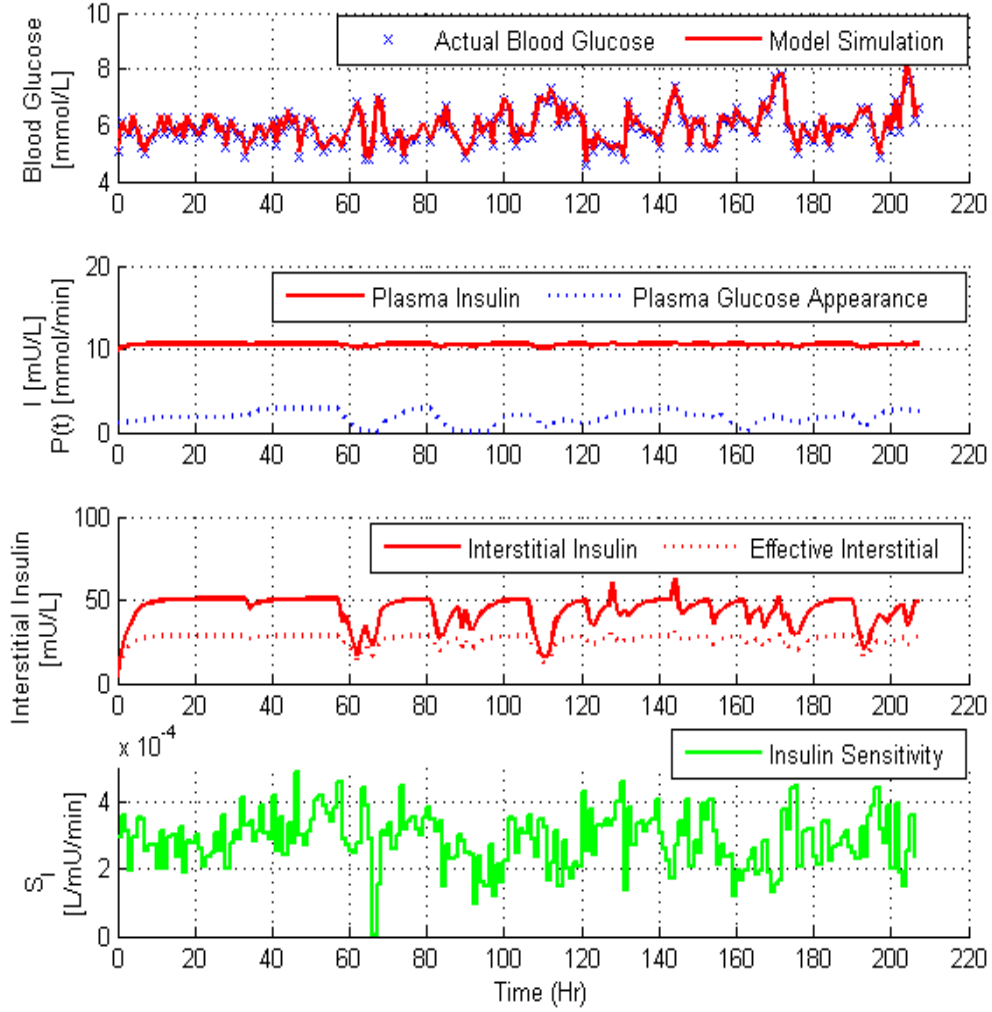 10
8
6
4
Blood Glucose
[mmol/L]
Actual Blood Glucose
Model Simulation
0 20 40 60 80 100 120 140 160 180 200 220
20
10
0
I [mU/L]
P(t) [mmol/min]
Plasma Insulin
Plasma Glucose Appearance
0 20 40 60 80 100 120 140 160 180 200 220
100
50
0
Interstitial Insulin
[mU/L]
Interstitial Insulin
Effective Interstitial
0 20 40 60 80 100 120 140 160 180 200 220
x 10^-4
4
2
0
S_I
[L/mU/min]
Insulin Sensitivity
0 20 40 60 80 100 120 140 160 180 200 220
Time (Hr)